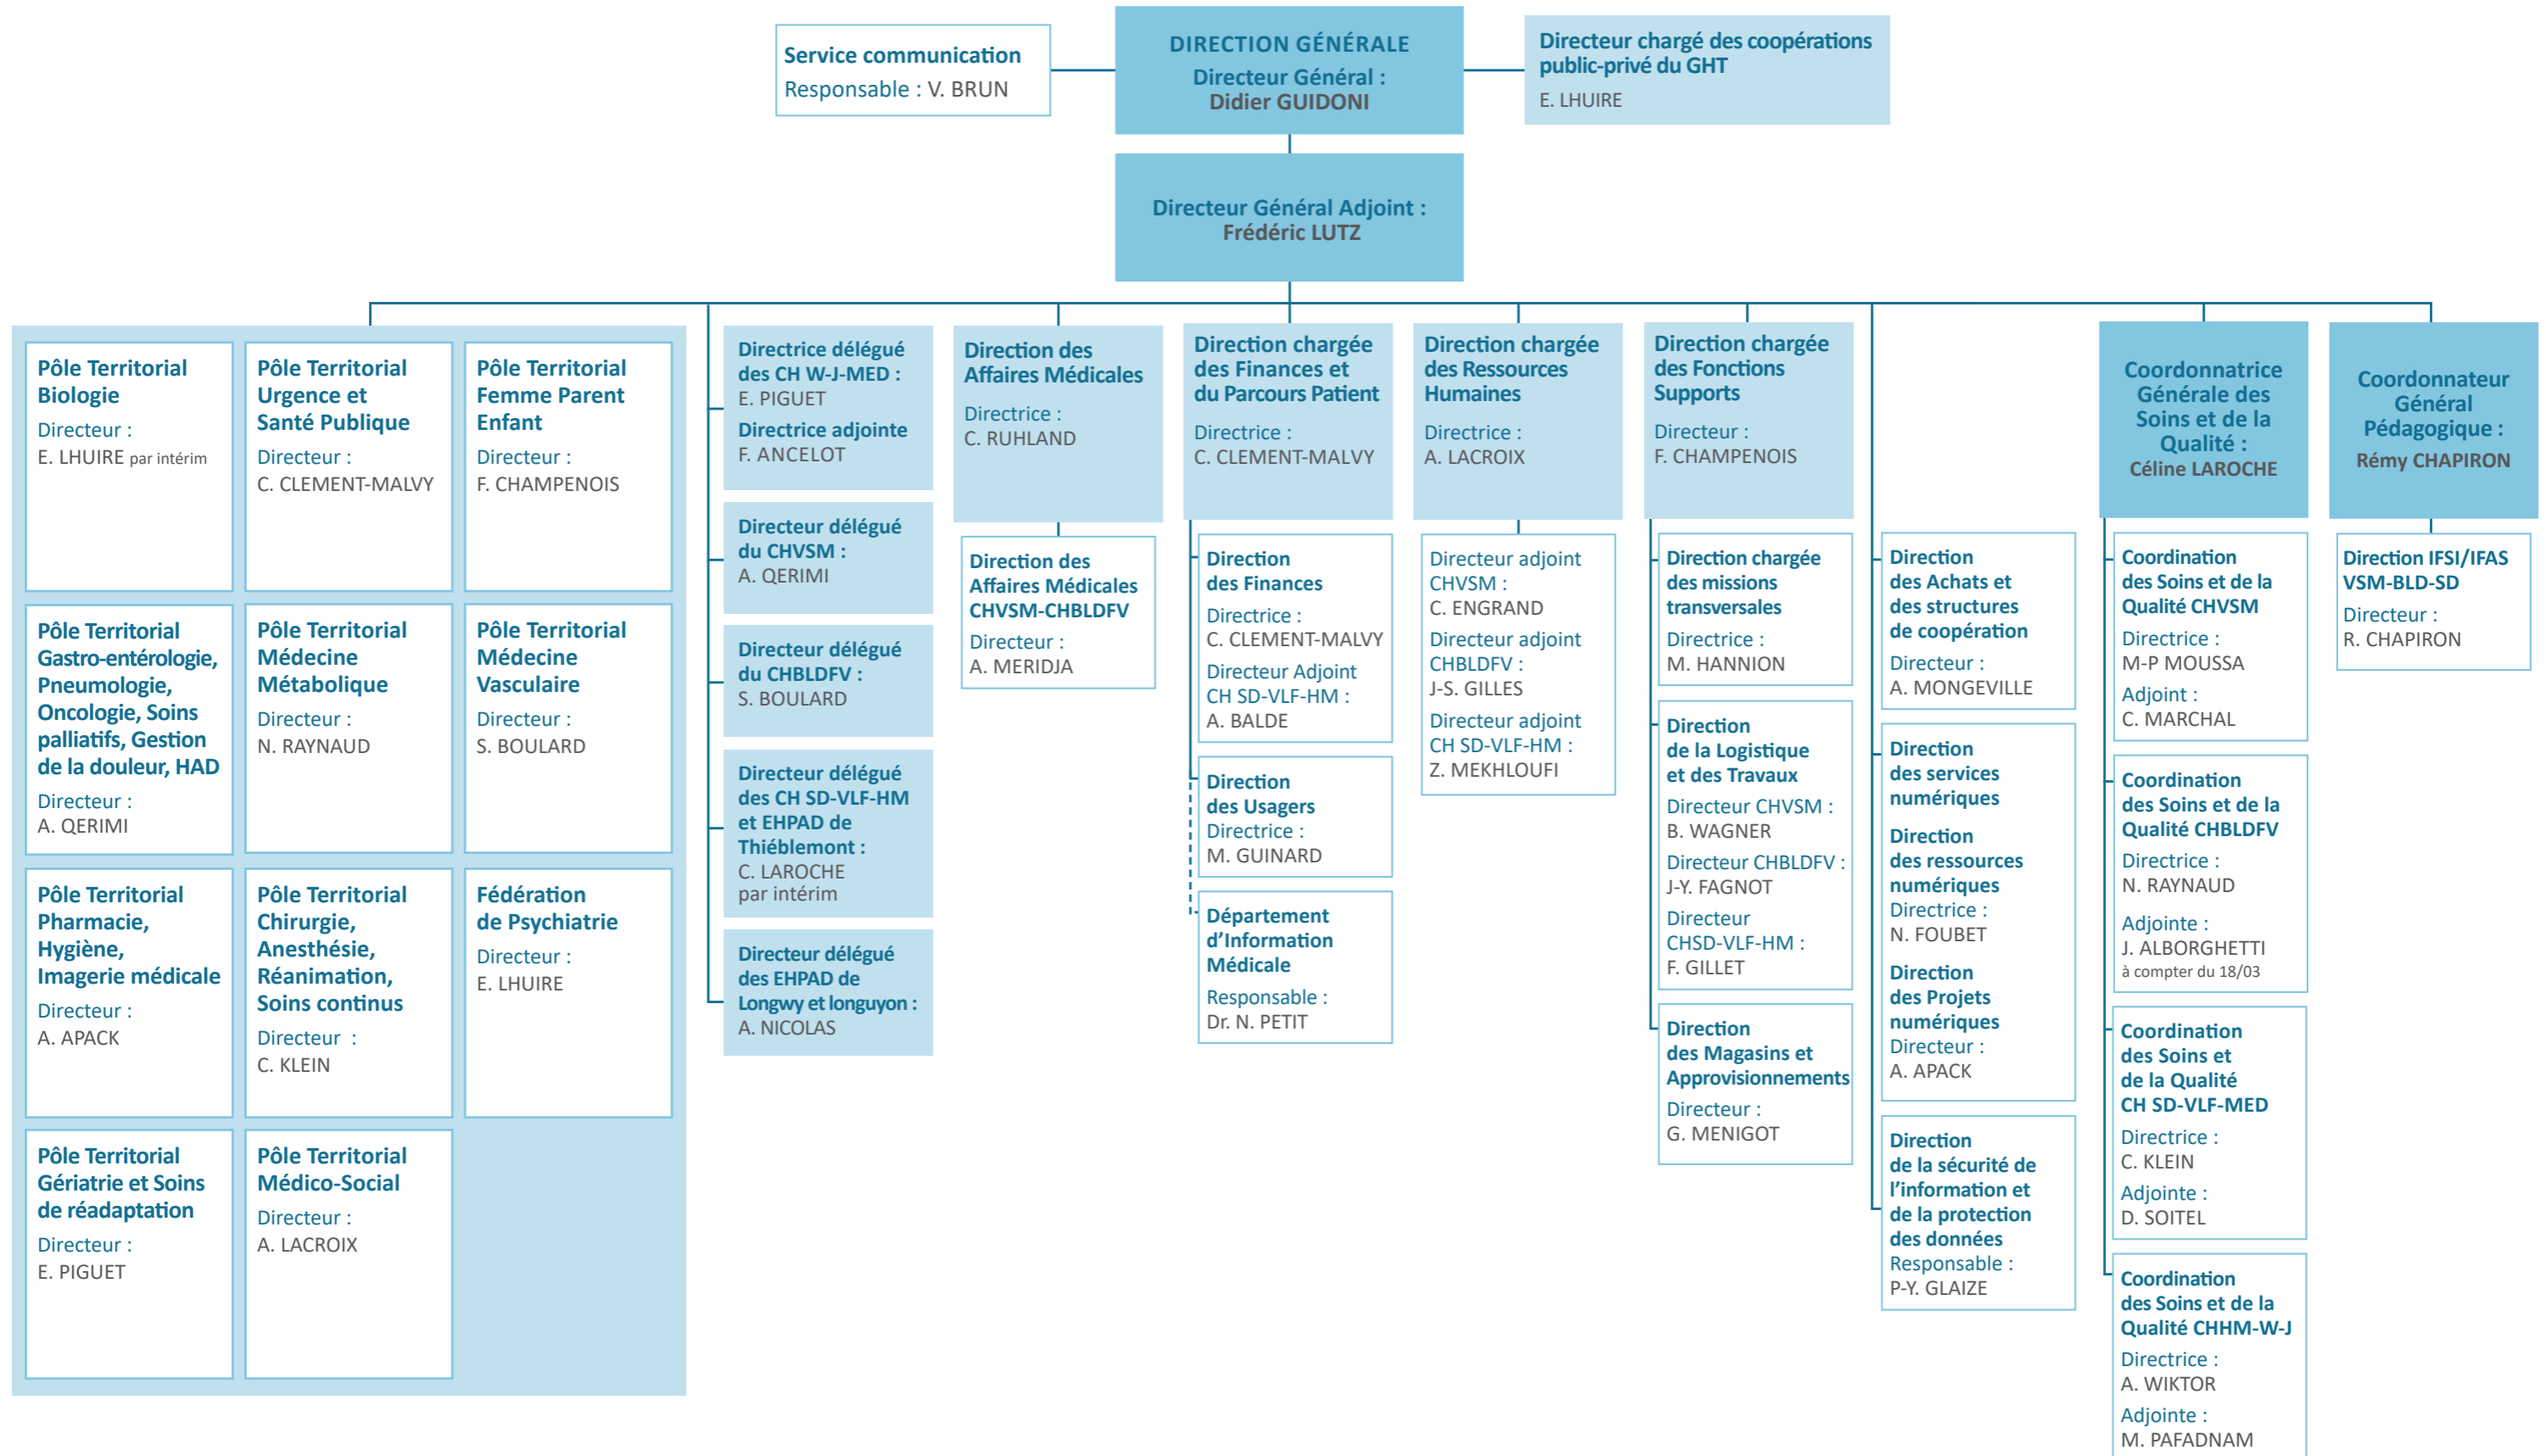 Service communication
Responsable : V. BRUN
DIRECTION GÉNÉRALE
Directeur Général :
Didier GUIDONI
Directeur chargé des coopérations
public-privé du GHT
E. LHUIRE
Directeur Général Adjoint :
Frédéric LUTZ
Pôle Territorial
Biologie
Directeur :
E. LHUIRE par intérim
Pôle Territorial
Urgence et
Santé Publique
Directeur :
C. CLEMENT-MALVY
Pôle Territorial
Femme Parent
Enfant
Directeur :
F. CHAMPENOIS
Pôle Territorial
Gastro-entérologie,
Pneumologie,
Oncologie, Soins
palliatifs, Gestion
de la douleur, HAD
Directeur :
A. QERIMI
Pôle Territorial
Médecine
Métabolique
Directeur :
N. RAYNAUD
Pôle Territorial
Médecine
Vasculaire
Directeur :
S. BOULARD
Pôle Territorial
Pharmacie,
Hygiène,
Imagerie médicale
Directeur :
A. APACK
Pôle Territorial
Chirurgie,
Anesthésie,
Réanimation,
Soins continus
Directeur :
C. KLEIN
Fédération
de Psychiatrie
Directeur :
E. LHUIRE
Pôle Territorial
Gériatrie et Soins
de réadaptation
Directeur :
E. PIGUET
Pôle Territorial
Médico-Social
Directeur :
A. LACROIX
Directrice délégué
des CH W-J-MED :
E. PIGUET
Directrice adjointe
F. ANCELOT
Directeur délégué
du CHVSM :
A. QERIMI
Directeur délégué
du CHBLDFV :
S. BOULARD
Directeur délégué
des CH SD-VLF-HM
et EHPAD de
Thiéblemont :
C. LAROCHE
par intérim
Directeur délégué
des EHPAD de
Longwy et longuyon :
A. NICOLAS
Direction des
Affaires Médicales
Directrice :
C. RUHLAND
Direction des
Affaires Médicales
CHVSM-CHBLDFV
Directeur :
A. MERIDJA
Direction chargée
des Finances et
du Parcours Patient
Directrice :
C. CLEMENT-MALVY
Direction
des Finances
Directrice :
C. CLEMENT-MALVY
Directeur Adjoint
CH SD-VLF-HM :
A. BALDE
Direction
des Usagers
Directrice :
M. GUINARD
Département
d’Information
Médicale
Responsable :
Dr. N. PETIT
Direction chargée
des Ressources
Humaines
Directrice :
A. LACROIX
Directeur adjoint
CHVSM :
C. ENGRAND
Directeur adjoint
CHBLDFV :
J-S. GILLES
Directeur adjoint
CH SD-VLF-HM :
Z. MEKHLOUFI
Direction chargée
des Fonctions
Supports
Directeur :
F. CHAMPENOIS
Direction chargée
des missions
transversales
Directrice :
M. HANNION
Direction
de la Logistique
et des Travaux
Directeur CHVSM :
B. WAGNER
Directeur CHBLDFV :
J-Y. FAGNOT
Directeur
CHSD-VLF-HM :
F. GILLET
Direction
des Magasins et
Approvisionnements
Directeur :
G. MENIGOT
Direction
des Achats et
des structures
de coopération
Directeur :
A. MONGEVILLE
Direction
des services
numériques
Direction
des ressources
numériques
Directrice :
N. FOUBET
Direction
des Projets
numériques
Directeur :
A. APACK
Direction
de la sécurité de
l’information et
de la protection
des données
Responsable :
P-Y. GLAIZE
Coordonnatrice
Générale des
Soins et de la
Qualité :
Céline LAROCHE
Coordination
des Soins et de la
Qualité CHVSM
Directrice :
M-P MOUSSA
Adjoint :
C. MARCHAL
Coordination
des Soins et de la
Qualité CHBLDFV
Directrice :
N. RAYNAUD
Adjointe :
J. ALBORGHETTI
à compter du 18/03
Coordination
des Soins et
de la Qualité
CH SD-VLF-MED
Directrice :
C. KLEIN
Adjointe :
D. SOITEL
Coordination
des Soins et de la
Qualité CHHM-W-J
Directrice :
A. WIKTOR
Adjointe :
M. PAFADNAM
Coordonnateur
Général
Pédagogique :
Rémy CHAPIRON
Direction IFSI/IFAS
VSM-BLD-SD
Directeur :
R. CHAPIRON